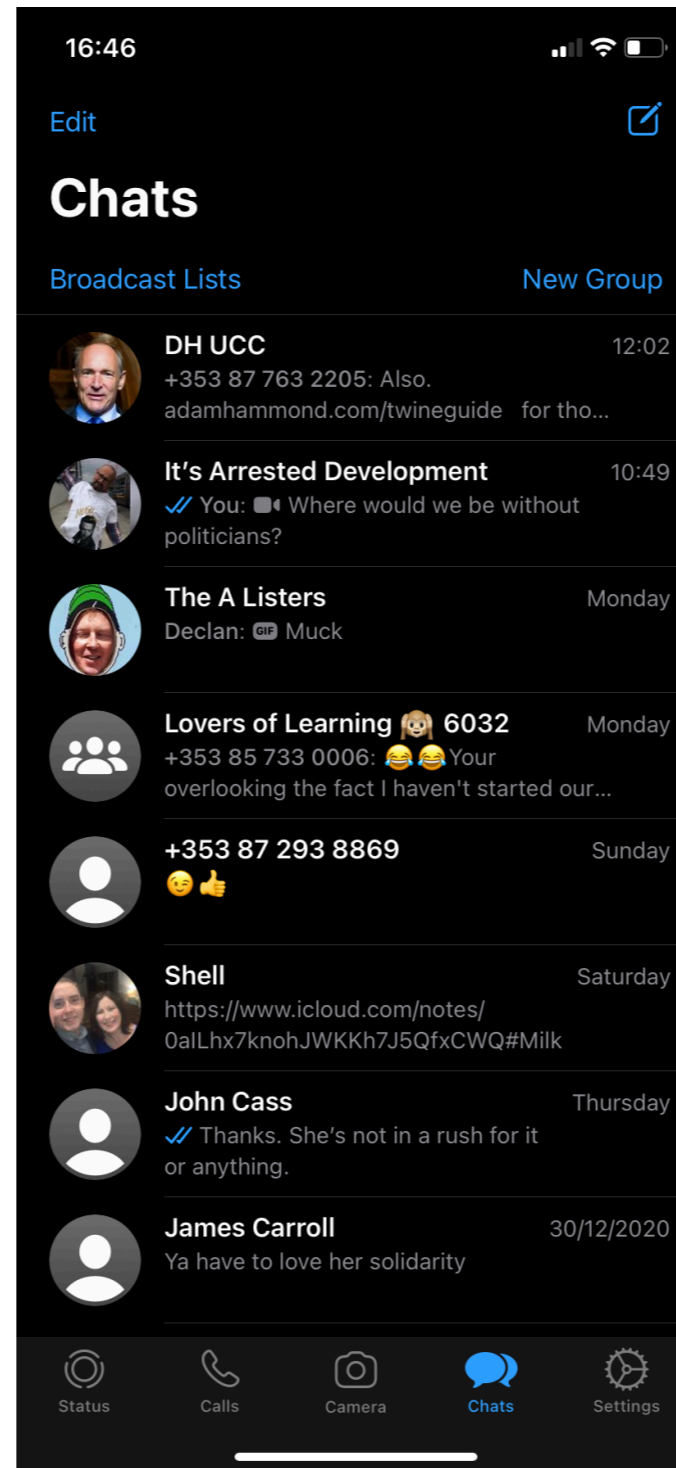 16:46
Edit
Chats
Broadcast Lists New Group
DH UCC 12:02
+353 87 763 2205: Also.
adamhammond.com/twineguide for tho...
It's Arrested Development 10:49
You: Where would we be without
politicians?
The A Listers Monday
Declan: GIF Muck
Lovers of Learning 🙉 6032 Monday
+353 85 733 0006: 😂😂Your
overlooking the fact I haven't started our...
+353 87 293 8869 Sunday
😉👍
Shell Saturday
https://www.icloud.com/notes/
0aILhx7knohJWKKh7J5QfxCWQ#Milk
John Cass Thursday
Thanks. She's not in a rush for it
or anything.
James Carroll 30/12/2020
Ya have to love her solidarity
Status Calls Camera Chats Settings